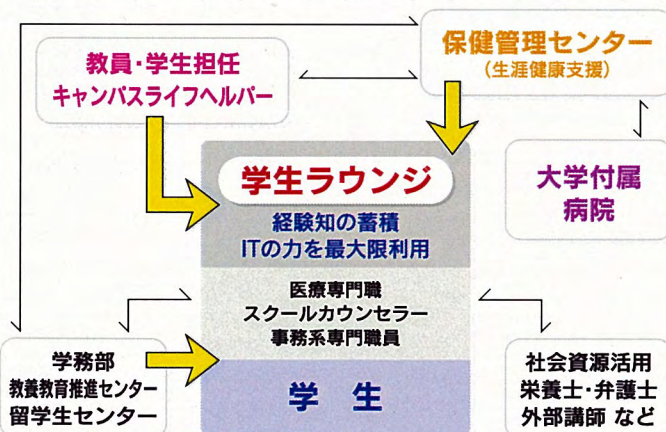 保健管理センター
(生涯健康支援)
教員・学生担任
キャンパスライフヘルパー
学生ラウンジ
経験知の蓄積
ITの力を最大限利用
大学付属
病院
医療専門職
スクールカウンセラー
事務系専門職員
学務部
教養教育推進センター
留学生センター
学 生
社会資源活用
栄養士・弁護士
外部講師 など